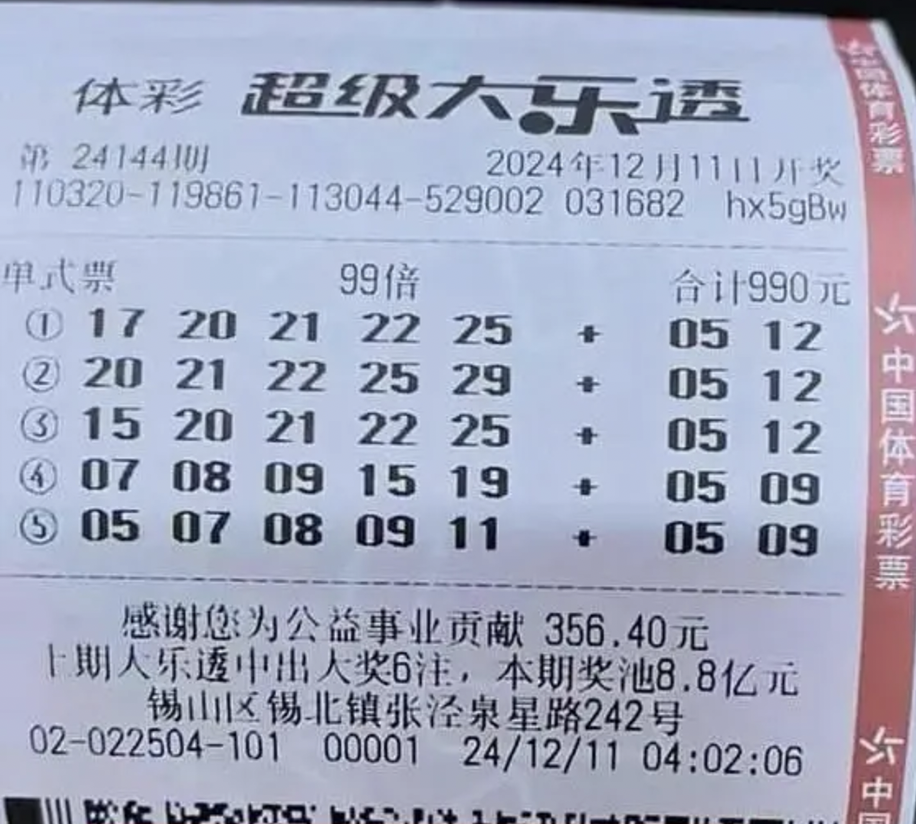 体彩 超级大乐透
第 24144期 2024年12月11日开奖
110320-119861-113044-529002 031682 hx5gBw
单式票 99倍 合计990元
① 17 20 21 22 25 + 05 12
② 20 21 22 25 29 + 05 12
③ 15 20 21 22 25 + 05 12
④ 07 08 09 15 19 + 05 09
⑤ 05 07 08 09 11 + 05 09
感谢您为公益事业贡献 356.40元
上期大乐透中出大奖6注，本期奖池8.8亿元
锡山区锡北镇张泾泉星路242号
02-022504-101 00001 24/12/11 04:02:06
中国体育彩票
中国体育彩票
中国